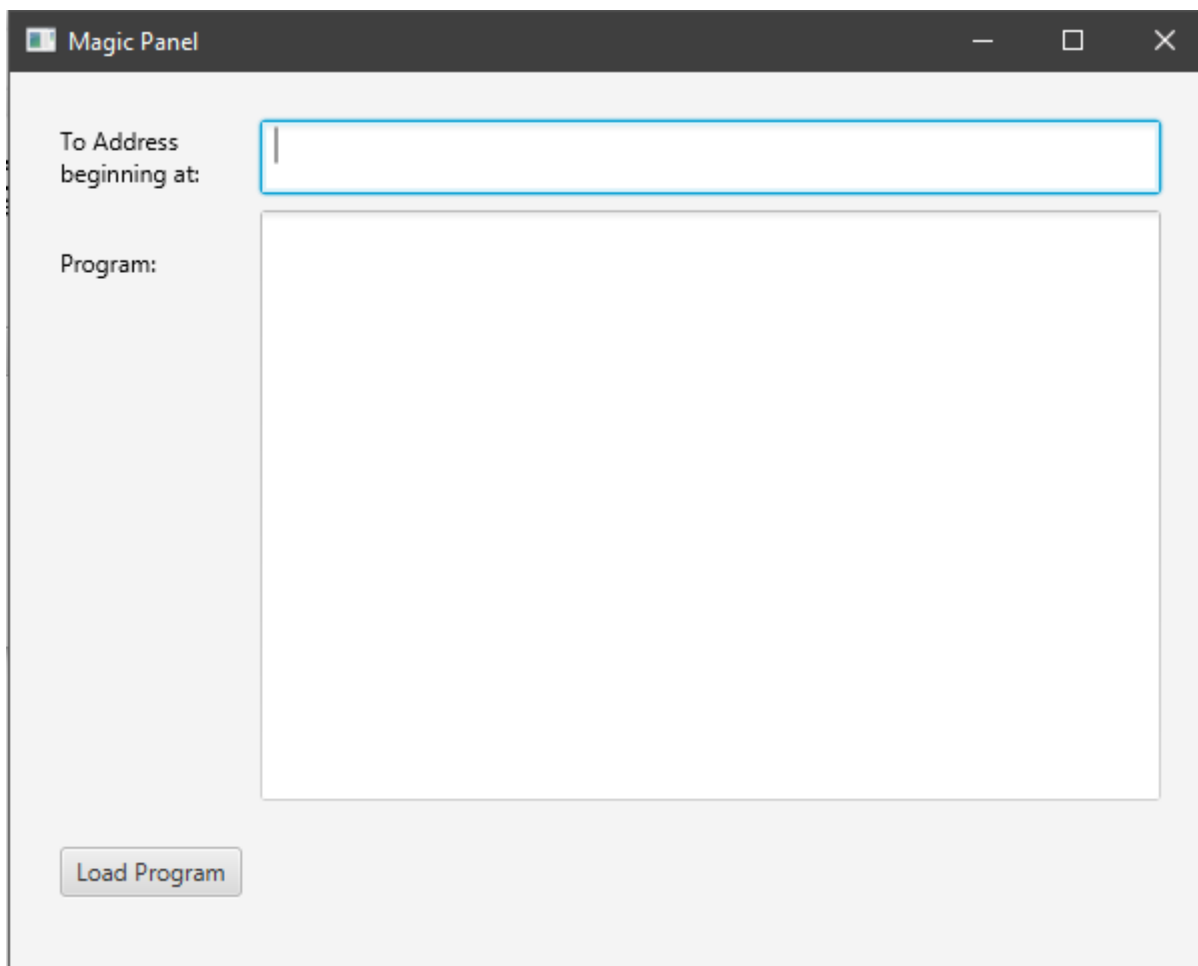 Magic Panel
To Address
beginning at:
Program:
Load Program